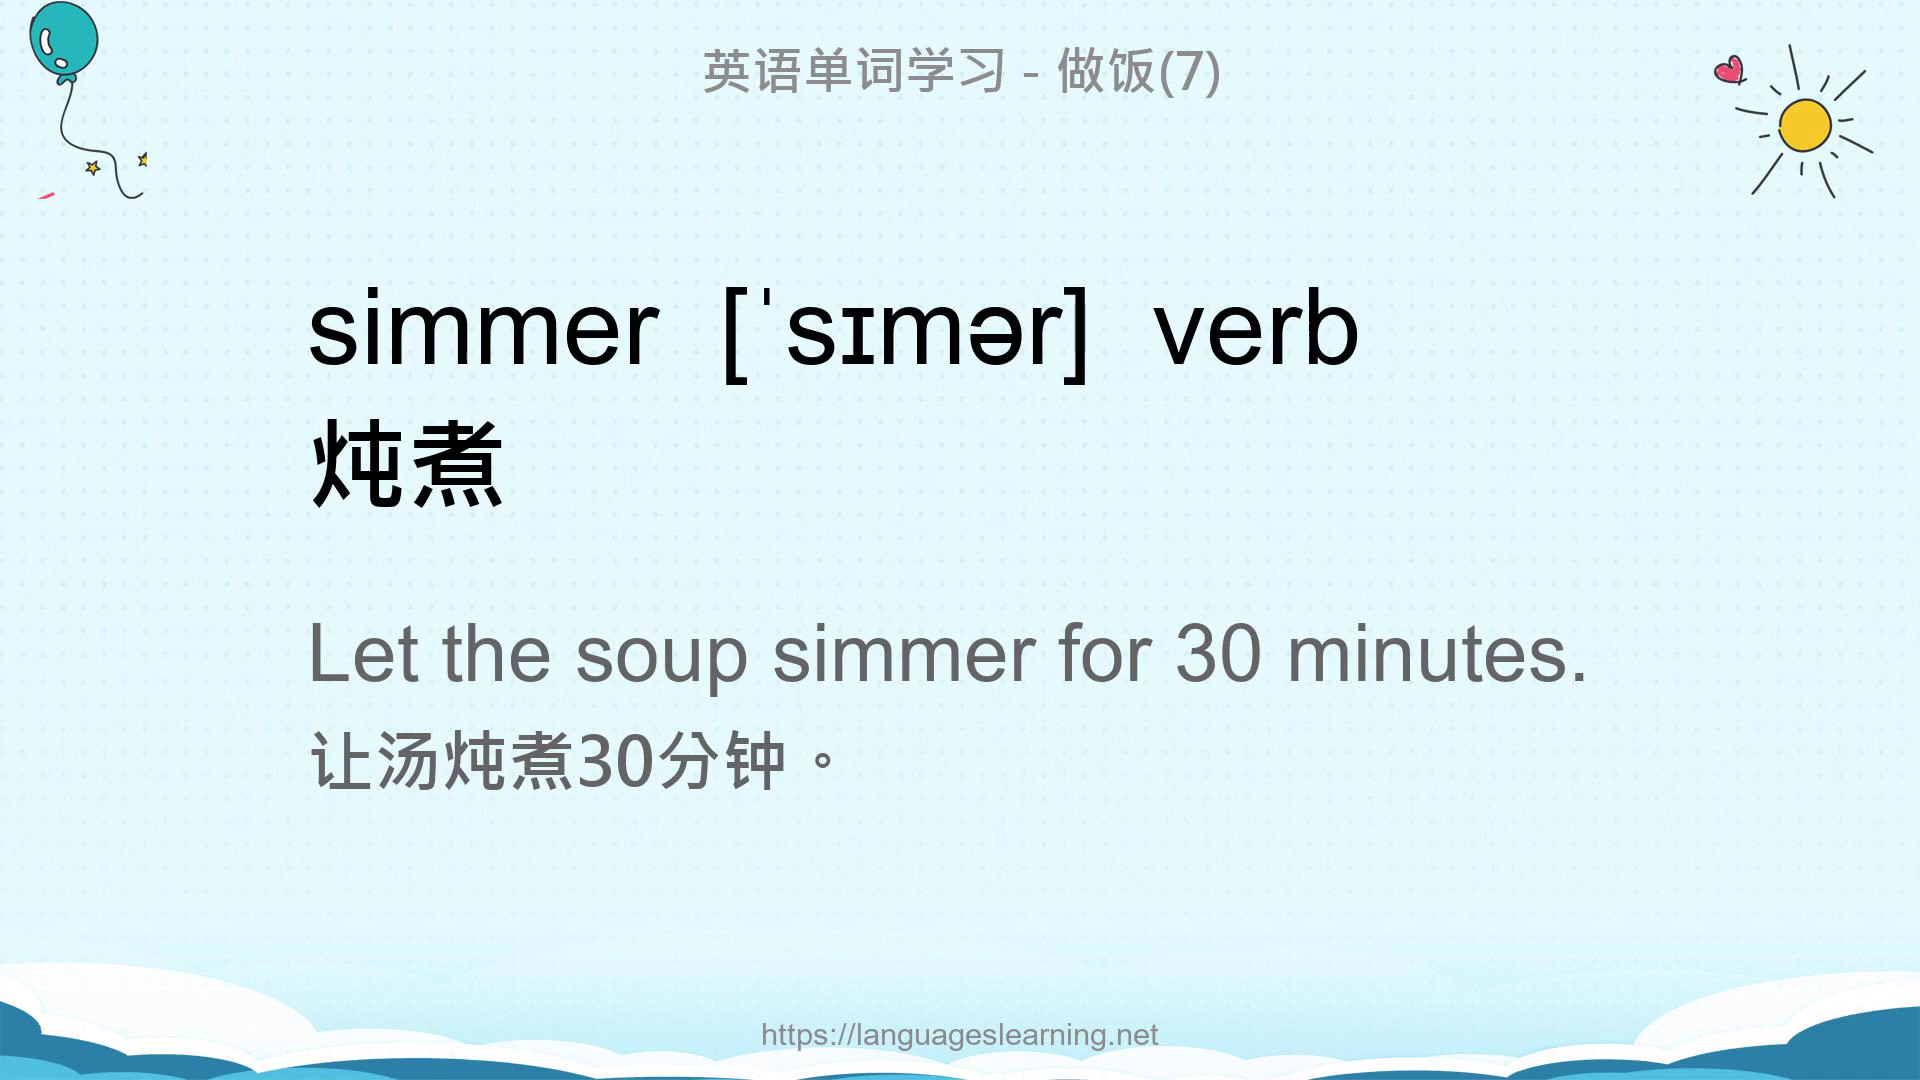 英语单词学习 - 做饭(7)
simmer [ˈsɪmər] verb
炖煮
Let the soup simmer for 30 minutes.
让汤炖煮30分钟。
https://languageslearning.net